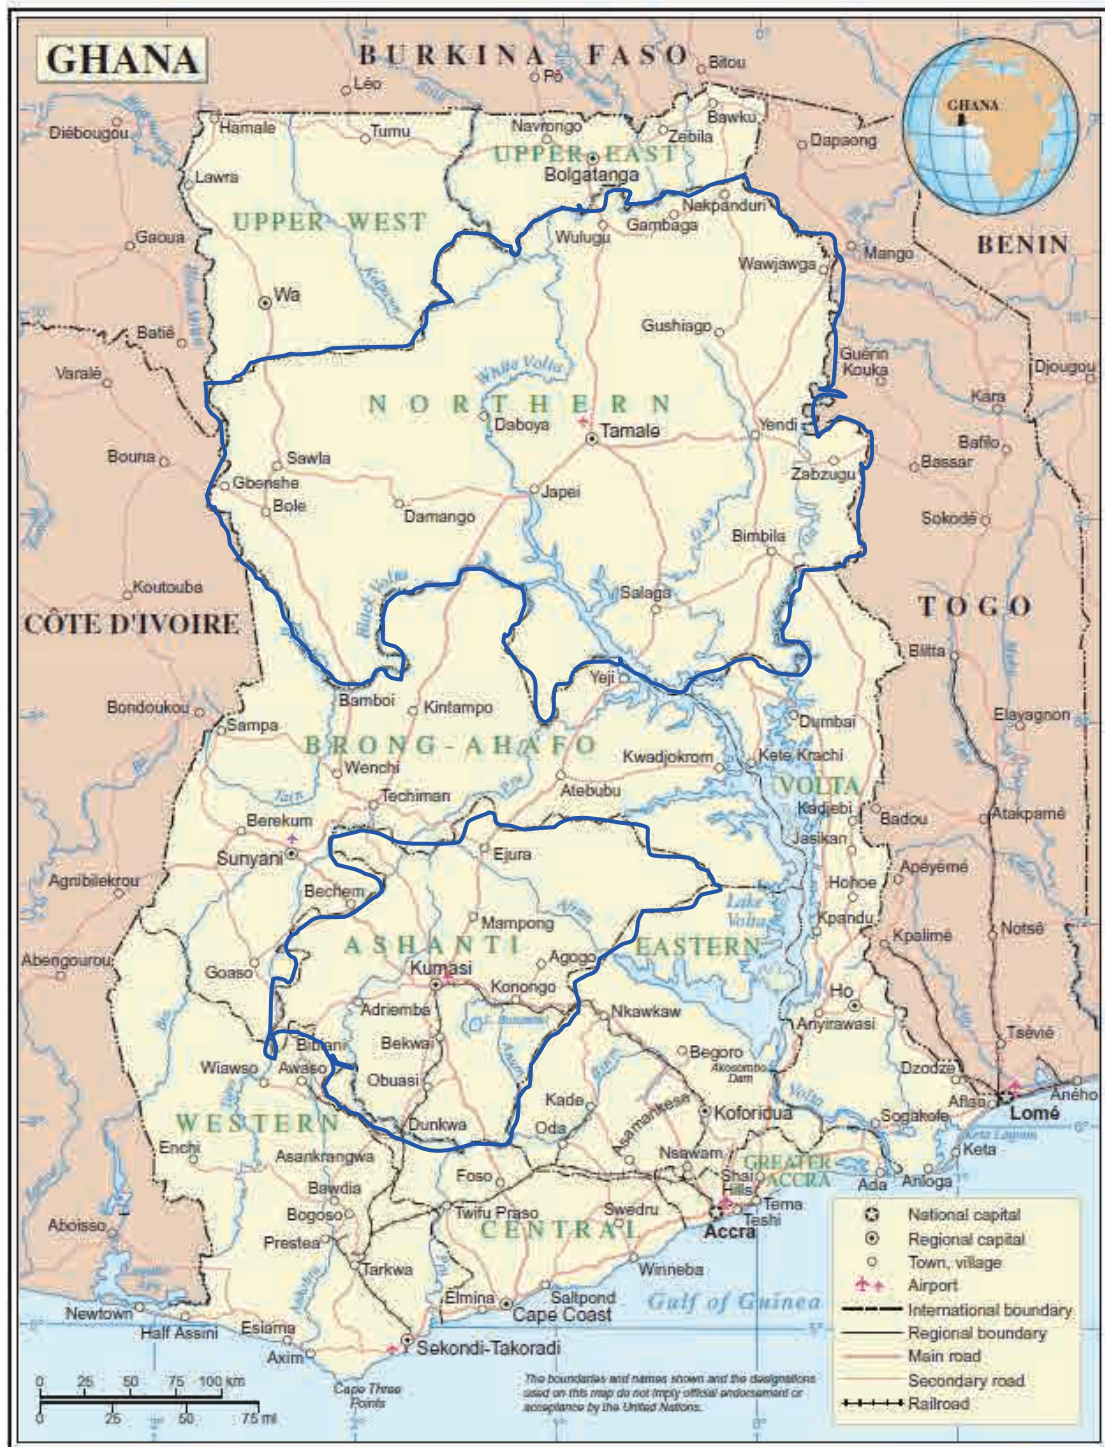 GHANA
BURKINA FASO
Bitou
Pô
Léo
GHANA
Diébougou
Hamale
Tumu
Navrongo
Zebila
Bawku
Dapaong
UPPER EAST
Bolgatanga
Lawra
Nakpanduri
UPPER WEST
Gambaga
Wulugu
Gaoua
Mango
BENIN
Wawjawga
Kulpawn
Wa
Gushiago
Batié
Guérin
Kouka
Varalé
White Volta
Djougou
Kara
NORTHERN
Daboya
Tamale
Yendi
Bafilo
Bouna
Sawla
Bassar
Zabzugu
Gbenshe
Japei
Bole
Damango
Sokodé
Bimbila
Koutouba
Black Volta
Salaga
TOGO
CÔTE D'IVOIRE
Blitta
Yeji
Bamboi
Kintampo
Bondoukou
Sampa
Dumbai
Elavagnon
BRONG-AHAFO
Kwadjokrom
Kete Krachi
Wenchi
Atebubu
VOLTA
Tain
Pru
Techiman
Kadjebi
Badou
Atakpamé
Berekum
Jasikan
Sunyani
Ejura
Apéyémé
Agnibilekrou
Bechem
Hohoe
Lake
Volta
Afram
Kpandu
Mampong
Notsé
ASHANTI
EASTERN
Kpalimé
Abengourou
Goaso
Agogo
Kumasi
Konongo
Ho
Adriemba
Nkawkaw
Anyirawasi
Bekwai
Tsévié
Bibiani
Begoro
Wiawso
Awaso
Obuasi
Akosombo
Dam
Dzodze
Kade
Volta
Aflao
Lomé
Aného
Asamankese
Koforidua
Sogakofe
WESTERN
Dunkwa
Oda
Keta Lagoon
Enchi
Asankrangwa
Nsawam
GREATER
ACCRA
Keta
Foso
Shai
Hills
Ada
Anloga
Bawdia
Bogoso
Twifu Praso
Swedru
Tema
Teshi
Aboisso
CENTRAL
Accra
Prestea
Tarkwa
Winneba
Newtown
Elmina
Saltpond
Cape Coast
Gulf of Guinea
Half Assini
Esiama
Sekondi-Takoradi
Axim
Cape Three
Points
National capital
Regional capital
Town, village
Airport
International boundary
Regional boundary
Main road
Secondary road
Railroad
0 25 50 75 100 km
0 25 50 75 mi
The boundaries and names shown and the designations
used on this map do not imply official endorsement or
acceptance by the United Nations.